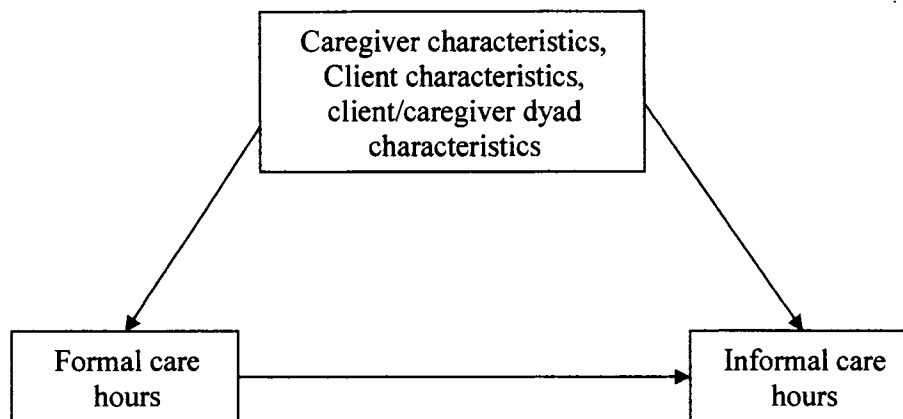 Caregiver characteristics,
Client characteristics,
client/caregiver dyad
characteristics
Formal care
hours
Informal care
hours